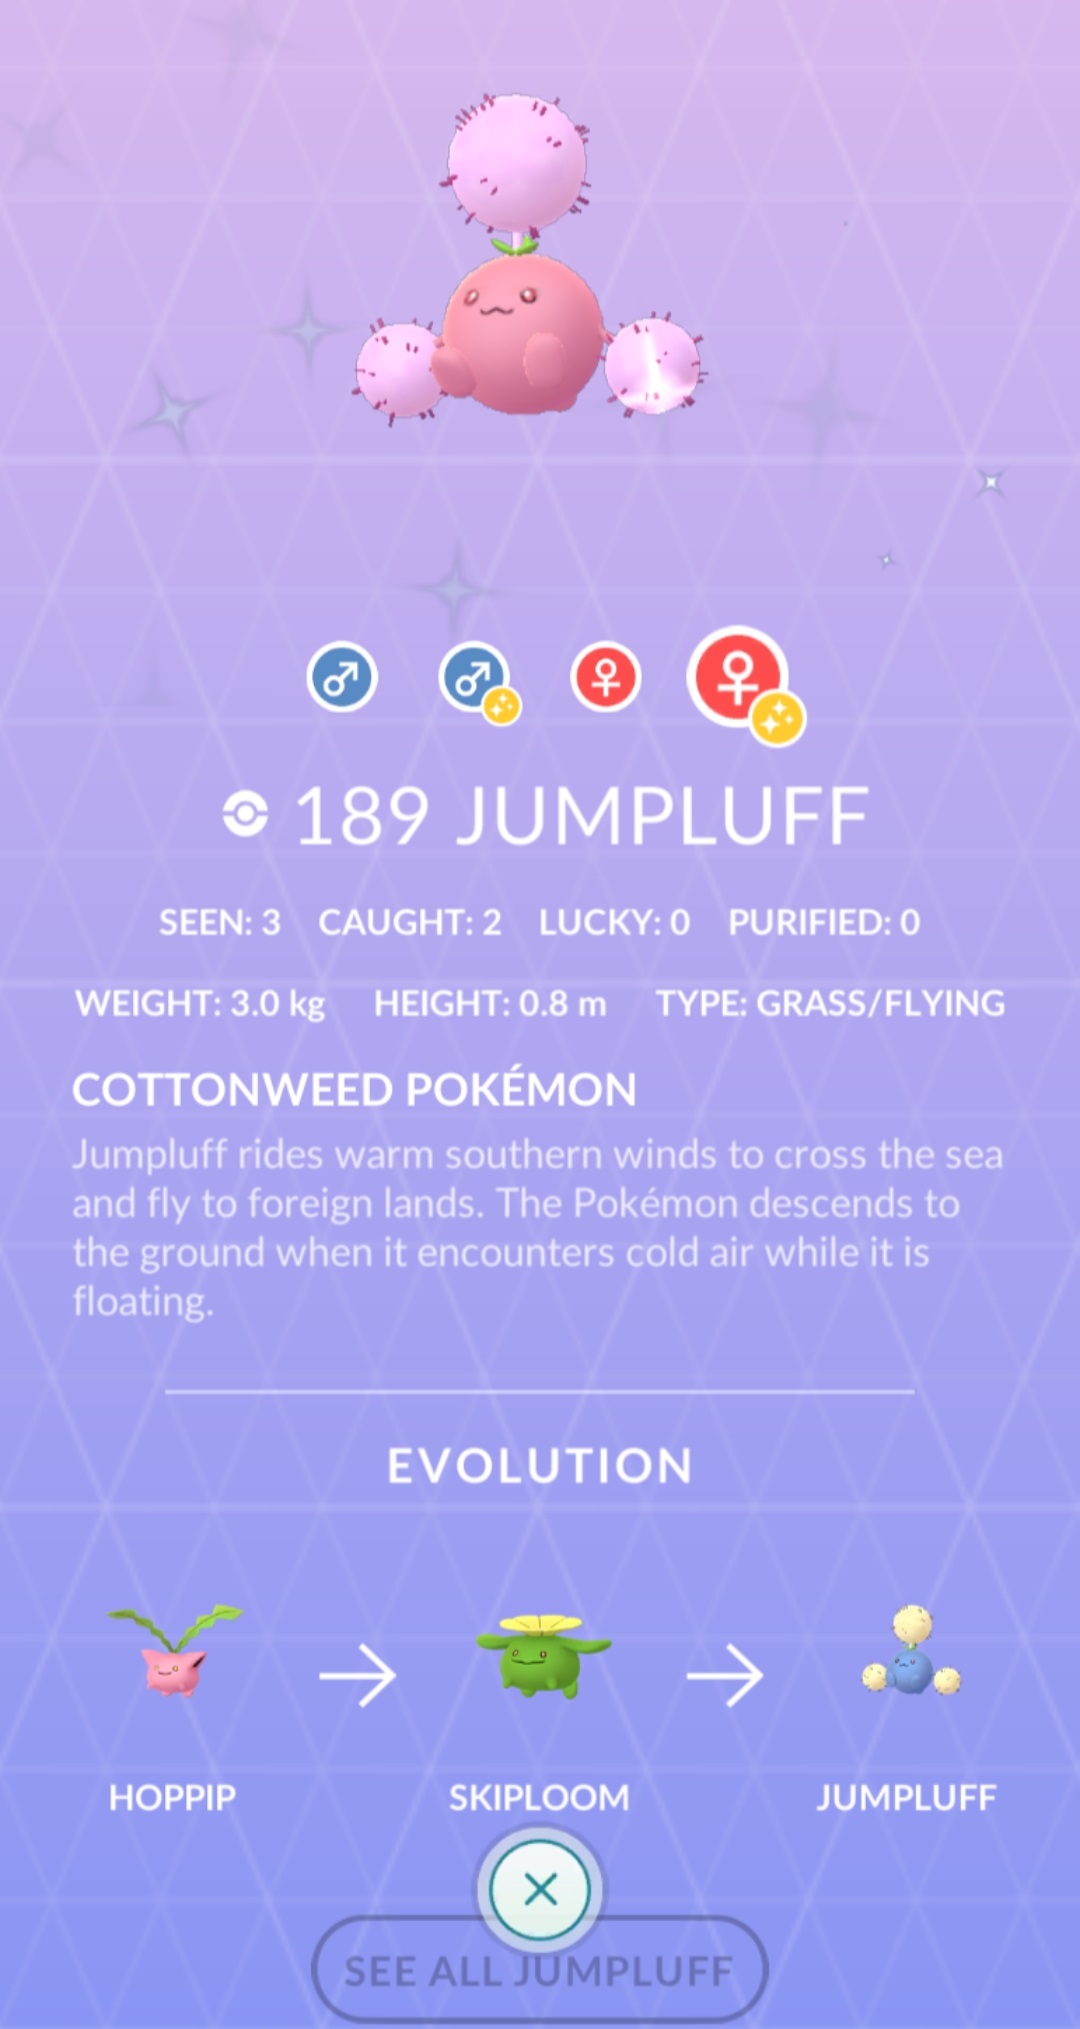 189 JUMPLUFF
SEEN: 3 CAUGHT: 2 LUCKY: 0 PURIFIED: 0
WEIGHT: 3.0 kg HEIGHT: 0.8 m TYPE: GRASS/FLYING
COTTONWEED POKÉMON
Jumpluff rides warm southern winds to cross the sea
and fly to foreign lands. The Pokémon descends to
the ground when it encounters cold air while it is
floating.
EVOLUTION
HOPPIP SKIPLOOM JUMPLUFF
SEE ALL JUMPLUFF